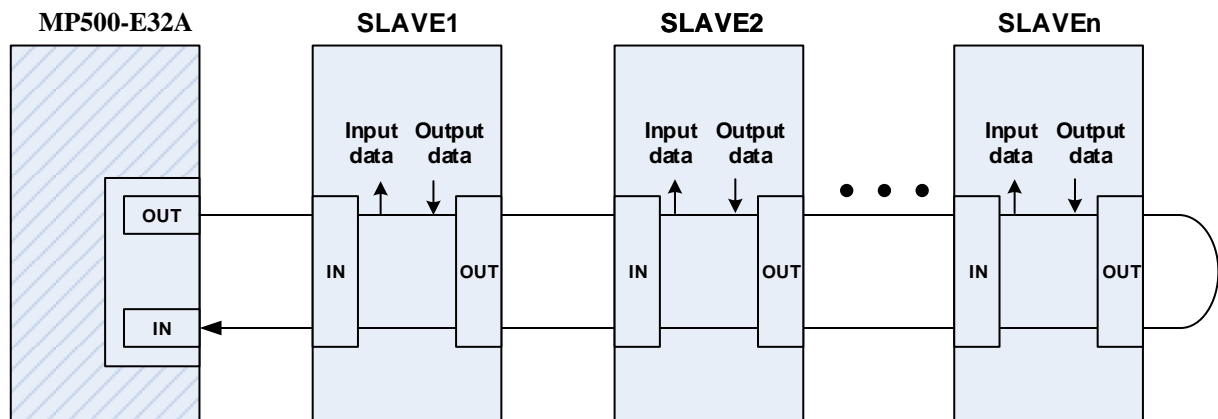 MP500-E32A
SLAVE1
SLAVE2
SLAVEn
Input data
Output data
Input data
Output data
Input data
Output data
OUT
IN
IN
OUT
IN
OUT
IN
OUT